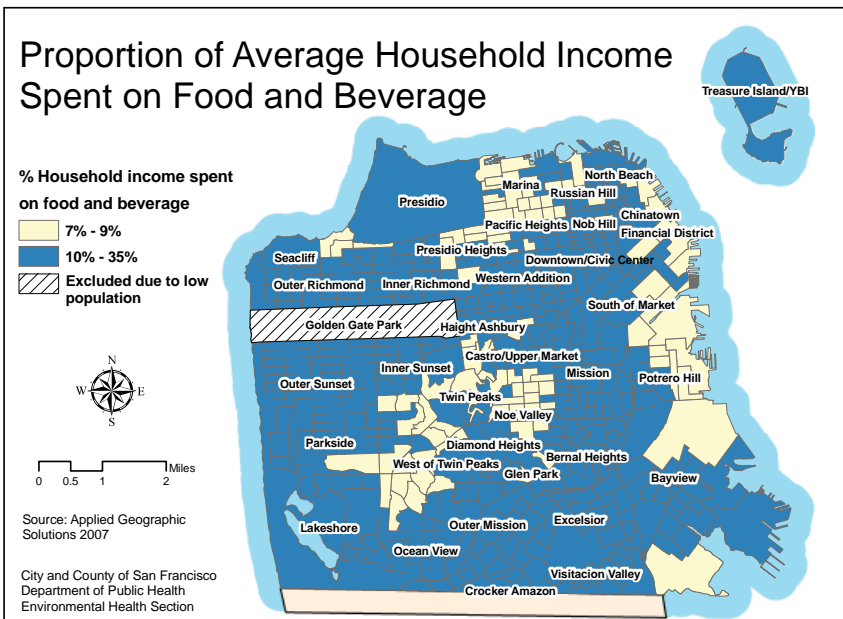 Proportion of Average Household Income
Spent on Food and Beverage
% Household income spent
on food and beverage
7% - 9%
10% - 35%
Excluded due to low
population
N
W E
S
0 0.5 1 2 Miles
Source: Applied Geographic
Solutions 2007
City and County of San Francisco
Department of Public Health
Environmental Health Section
Treasure Island/YBI
North Beach
Marina
Russian Hill
Presidio
Chinatown
Pacific Heights
Nob Hill
Financial District
Presidio Heights
Seacliff
Downtown/Civic Center
Outer Richmond
Inner Richmond
Western Addition
South of Market
Golden Gate Park
Haight Ashbury
Castro/Upper Market
Inner Sunset
Mission
Outer Sunset
Potrero Hill
Twin Peaks
Noe Valley
Parkside
Diamond Heights
Bernal Heights
West of Twin Peaks
Glen Park
Bayview
Lakeshore
Outer Mission
Excelsior
Ocean View
Visitacion Valley
Crocker Amazon